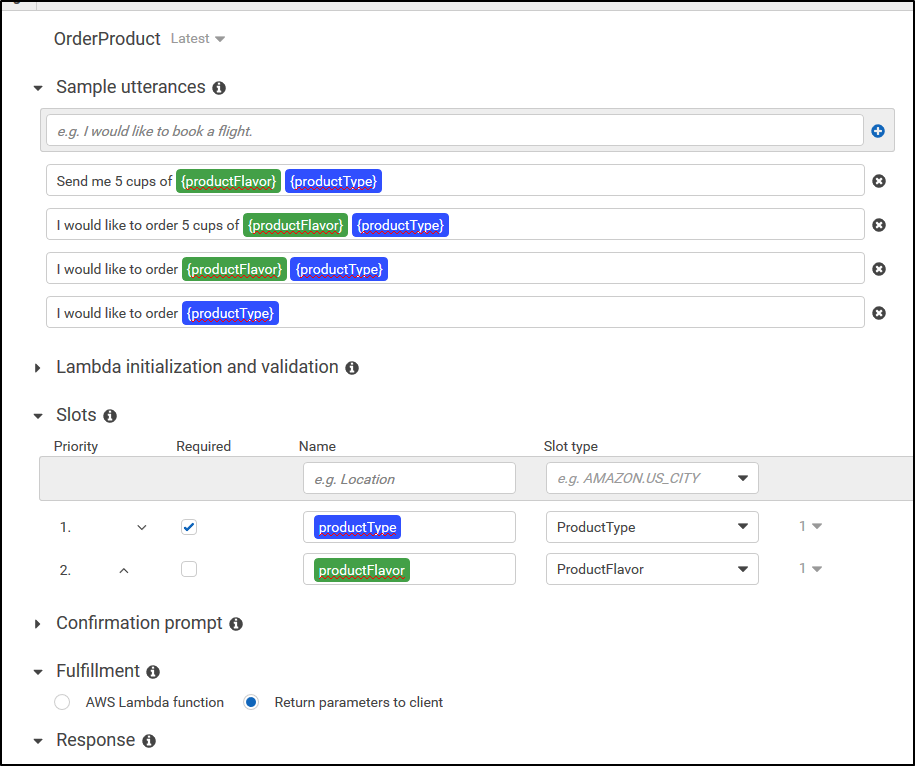 OrderProduct Latest
Sample utterances
e.g. I would like to book a flight.
Send me 5 cups of {productFlavor} {productType}
I would like to order 5 cups of {productFlavor} {productType}
I would like to order {productFlavor} {productType}
I would like to order {productType}
Lambda initialization and validation
Slots
Priority Required Name Slot type
e.g. Location e.g. AMAZON.US_CITY
1. productType ProductType 1
2. productFlavor ProductFlavor 1
Confirmation prompt
Fulfillment
AWS Lambda function Return parameters to client
Response